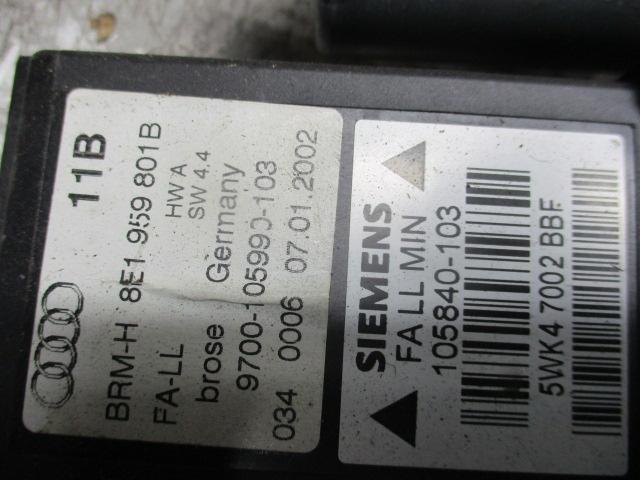 11B
BRM-H 8E1 959 801B
HW A
FA-LL SW 4.4
brose Germany
9700-105990-103
034 0006 07.01.2002
SIEMENS
FA LL MIN
105840-103
5WK4 7002 BBF